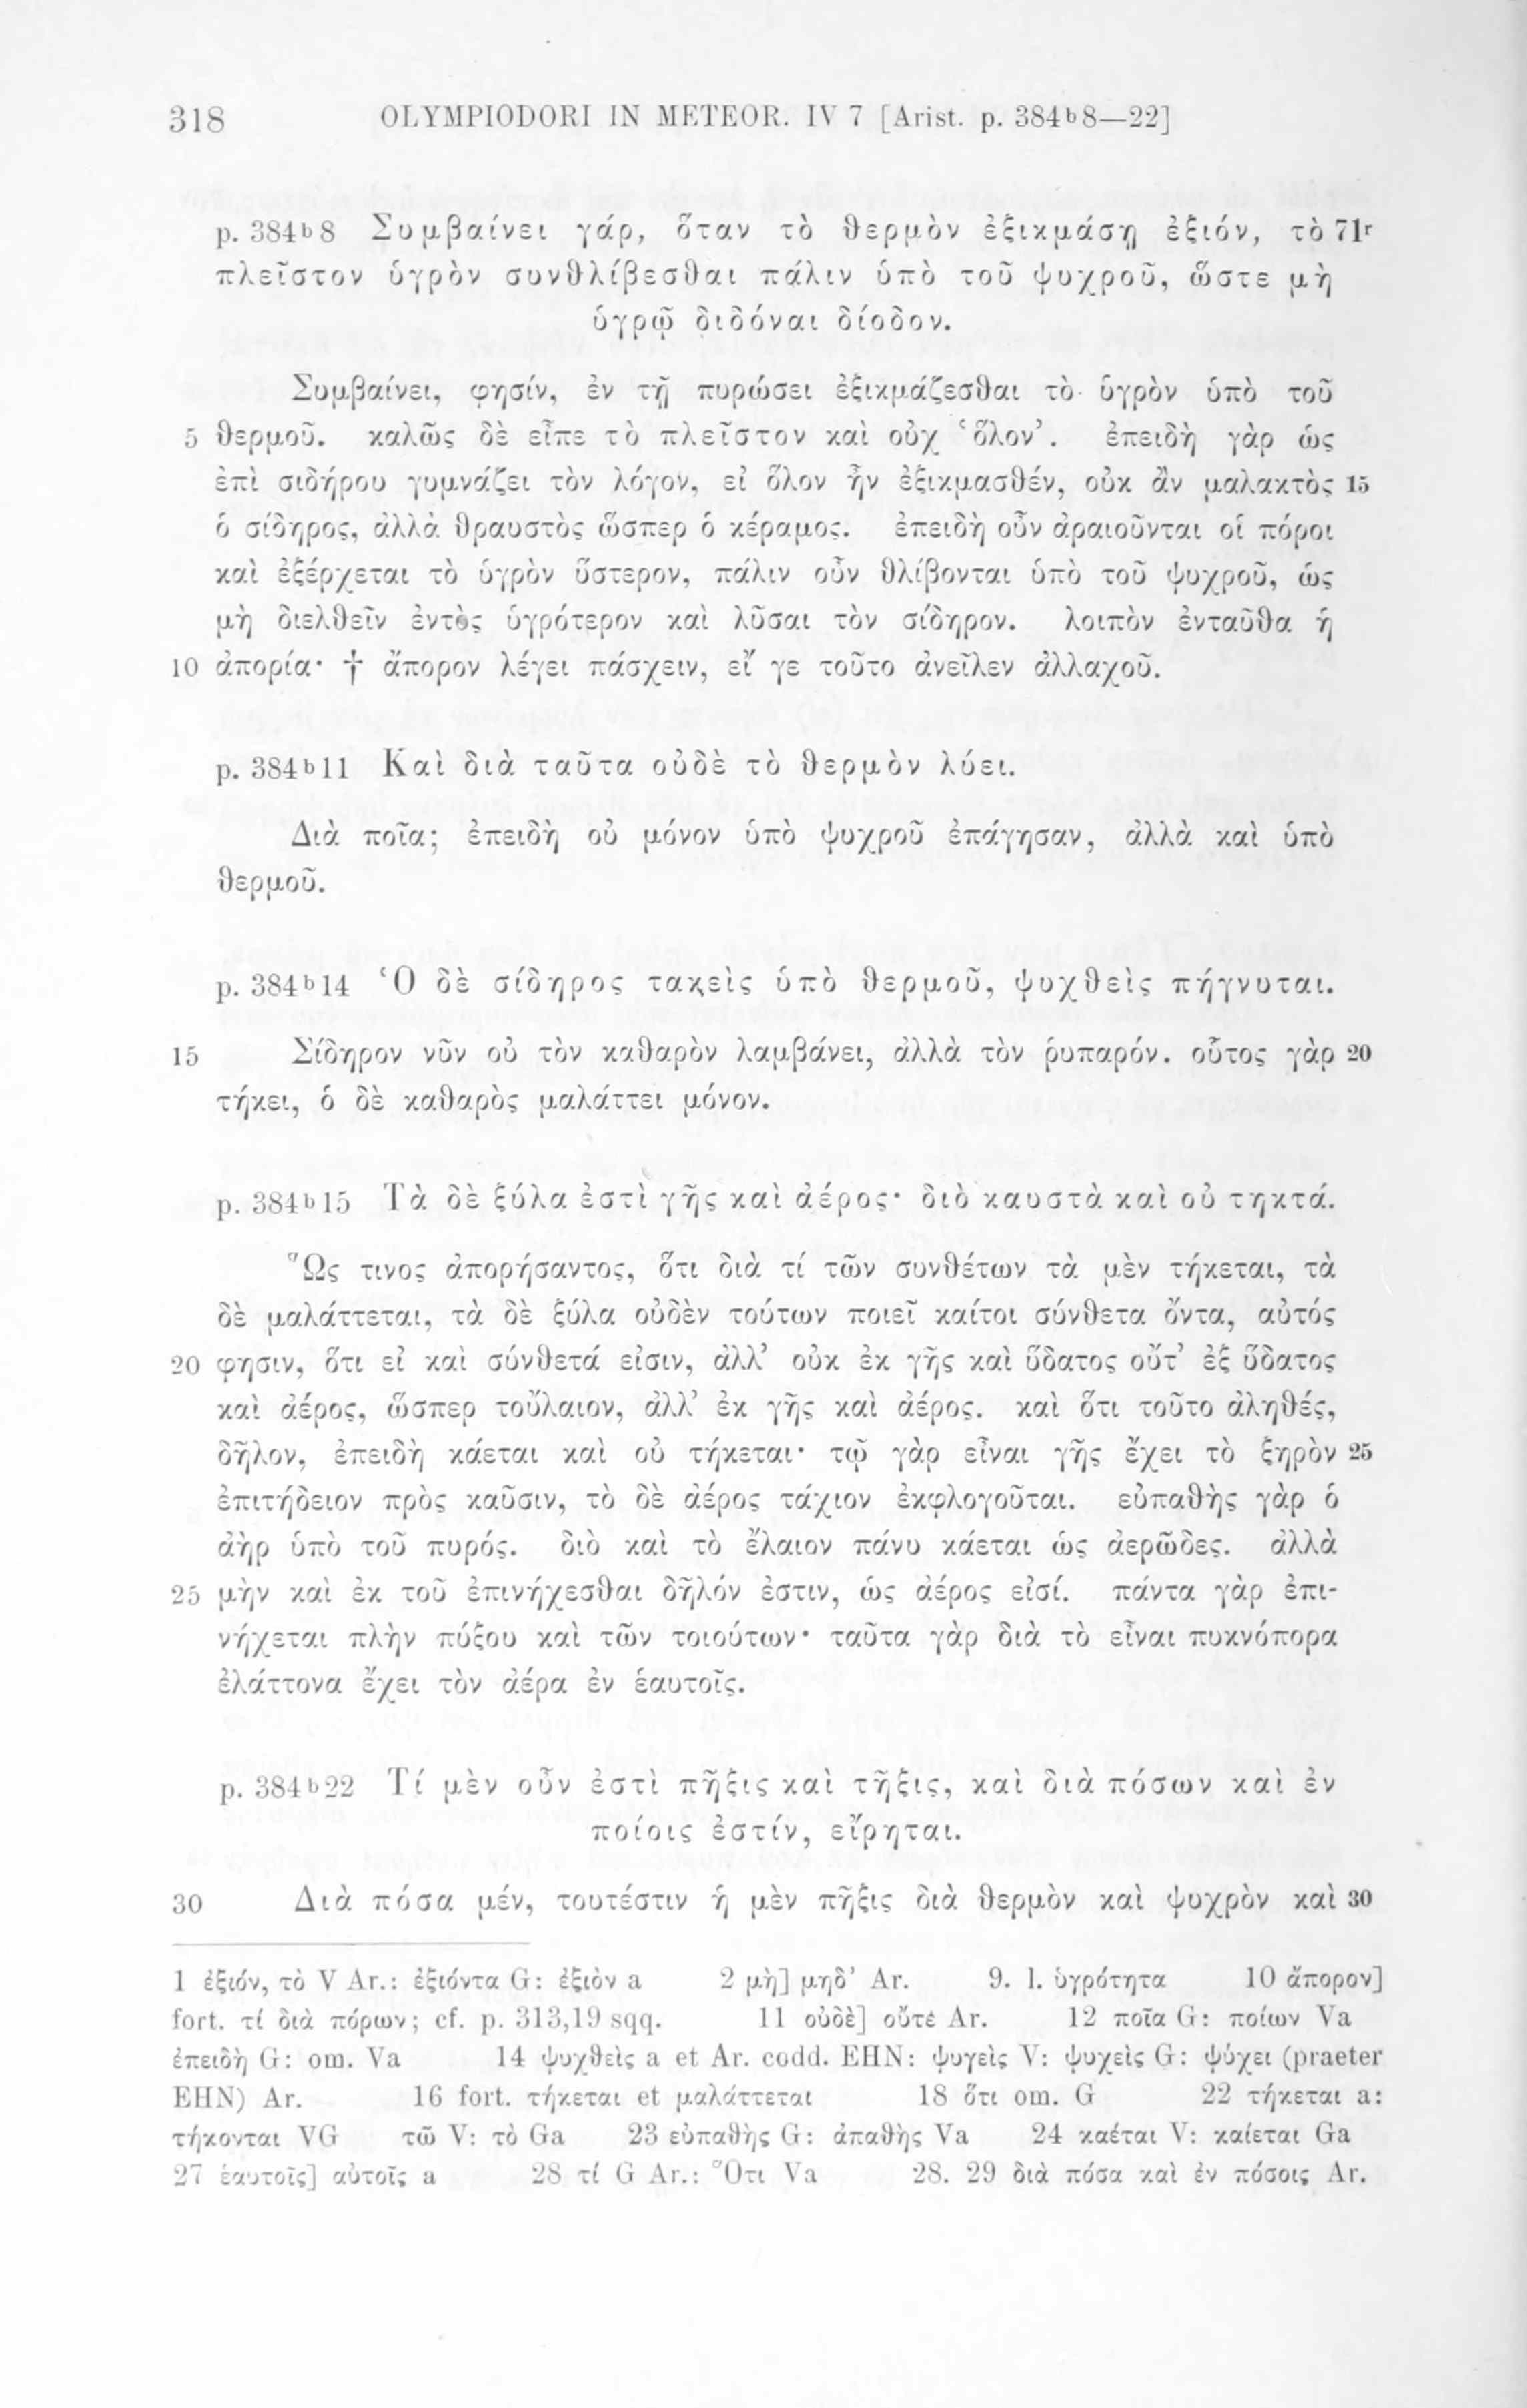 318 OLYMPIODORI IN METEOR. IV 7 [Arist. p. 384ᵇ8—22]
p. 384ᵇ8 Συμβαίνει γάρ, ὅταν τὸ θερμὸν ἐξικμάσῃ ἐξιόν, τὸ 71ʳ
πλεῖστον ὑγρὸν συνθλίβεσθαι πάλιν ὑπὸ τοῦ ψυχροῦ, ὥστε μὴ
ὑγρῷ διδόναι δίοδον.
Συμβαίνει, φησίν, ἐν τῇ πυρώσει ἐξικμάζεσθαι τὸ ὑγρὸν ὑπὸ τοῦ
5 θερμοῦ. καλῶς δὲ εἶπε τὸ πλεῖστον καὶ οὐχ ‘ὅλον’. ἐπειδὴ γὰρ ὡς
ἐπὶ σιδήρου γυμνάζει τὸν λόγον, εἰ ὅλον ἦν ἐξικμασθέν, οὐκ ἂν μαλακτὸς 15
ὁ σίδηρος, ἀλλὰ θραυστὸς ὥσπερ ὁ κέραμος. ἐπειδὴ οὖν ἀραιοῦνται οἱ πόροι
καὶ ἐξέρχεται τὸ ὑγρὸν ὕστερον, πάλιν οὖν θλίβονται ὑπὸ τοῦ ψυχροῦ, ὡς
μὴ διελθεῖν ἐντὸς ὑγρότερον καὶ λῦσαι τὸν σίδηρον. λοιπὸν ἐνταῦθα ἡ
10 ἀπορία· † ἄπορον λέγει πάσχειν, εἴ γε τοῦτο ἀνεῖλεν ἀλλαχοῦ.
p. 384ᵇ11 Καὶ διὰ ταῦτα οὐδὲ τὸ θερμὸν λύει.
Διὰ ποῖα; ἐπειδὴ οὐ μόνον ὑπὸ ψυχροῦ ἐπάγησαν, ἀλλὰ καὶ ὑπὸ
θερμοῦ.
p. 384ᵇ14 Ὁ δὲ σίδηρος τακεὶς ὑπὸ θερμοῦ, ψυχθεὶς πήγνυται.
15 Σίδηρον νῦν οὐ τὸν καθαρὸν λαμβάνει, ἀλλὰ τὸν ῥυπαρόν. οὗτος γὰρ 20
τήκει, ὁ δὲ καθαρὸς μαλάττει μόνον.
p. 384ᵇ15 Τὰ δὲ ξύλα ἐστὶ γῆς καὶ ἀέρος· διὸ καυστὰ καὶ οὐ τηκτά.
Ὥς τινος ἀπορήσαντος, ὅτι διὰ τί τῶν συνθέτων τὰ μὲν τήκεται, τὰ
δὲ μαλάττεται, τὰ δὲ ξύλα οὐδὲν τούτων ποιεῖ καίτοι σύνθετα ὄντα, αὐτός
20 φησιν, ὅτι εἰ καὶ σύνθετά εἰσιν, ἀλλ’ οὐκ ἐκ γῆς καὶ ὕδατος οὔτ’ ἐξ ὕδατος
καὶ ἀέρος, ὥσπερ τοὔλαιον, ἀλλ’ ἐκ γῆς καὶ ἀέρος. καὶ ὅτι τοῦτο ἀληθές,
δῆλον, ἐπειδὴ κάεται καὶ οὐ τήκεται· τῷ γὰρ εἶναι γῆς ἔχει τὸ ξηρὸν 25
ἐπιτήδειον πρὸς καῦσιν, τὸ δὲ ἀέρος τάχιον ἐκφλογοῦται. εὐπαθὴς γὰρ ὁ
ἀὴρ ὑπὸ τοῦ πυρός. διὸ καὶ τὸ ἔλαιον πάνυ κάεται ὡς ἀερῶδες. ἀλλὰ
25 μὴν καὶ ἐκ τοῦ ἐπινήχεσθαι δῆλόν ἐστιν, ὡς ἀέρος εἰσί. πάντα γὰρ ἐπι-
νήχεται πλὴν πύξου καὶ τῶν τοιούτων· ταῦτα γὰρ διὰ τὸ εἶναι πυκνόπορα
ἐλάττονα ἔχει τὸν ἀέρα ἐν ἑαυτοῖς.
p. 384ᵇ22 Τί μὲν οὖν ἐστὶ πῆξις καὶ τῆξις, καὶ διὰ πόσων καὶ ἐν
ποίοις ἐστίν, εἴρηται.
30 Διὰ πόσα μέν, τουτέστιν ἡ μὲν πῆξις διὰ θερμὸν καὶ ψυχρὸν καὶ 30
1 ἐξιόν, τὸ V Ar.: ἐξιόντα G: ἐξιὸν a 2 μὴ] μηδ’ Ar. 9. l. ὑγρότητα 10 ἄπορον]
fort. τί διὰ πόρων; cf. p. 313,19 sqq. 11 οὐδὲ] οὔτε Ar. 12 ποῖα G: ποίων Va
ἐπειδὴ G: om. Va 14 ψυχθεὶς a et Ar. codd. EHN: ψυγεὶς V: ψυχεὶς G: ψύχει (praeter
EHN) Ar. 16 fort. τήκεται et μαλάττεται 18 ὅτι om. G 22 τήκεται a:
τήκονται VG τῶ V: τὸ Ga 23 εὐπαθὴς G: ἀπαθὴς Va 24 καέται V: καίεται Ga
27 ἑαυτοῖς] αὐτοῖς a 28 τί G Ar.: Ὅτι Va 28. 29 διὰ πόσα καὶ ἐν πόσοις Ar.